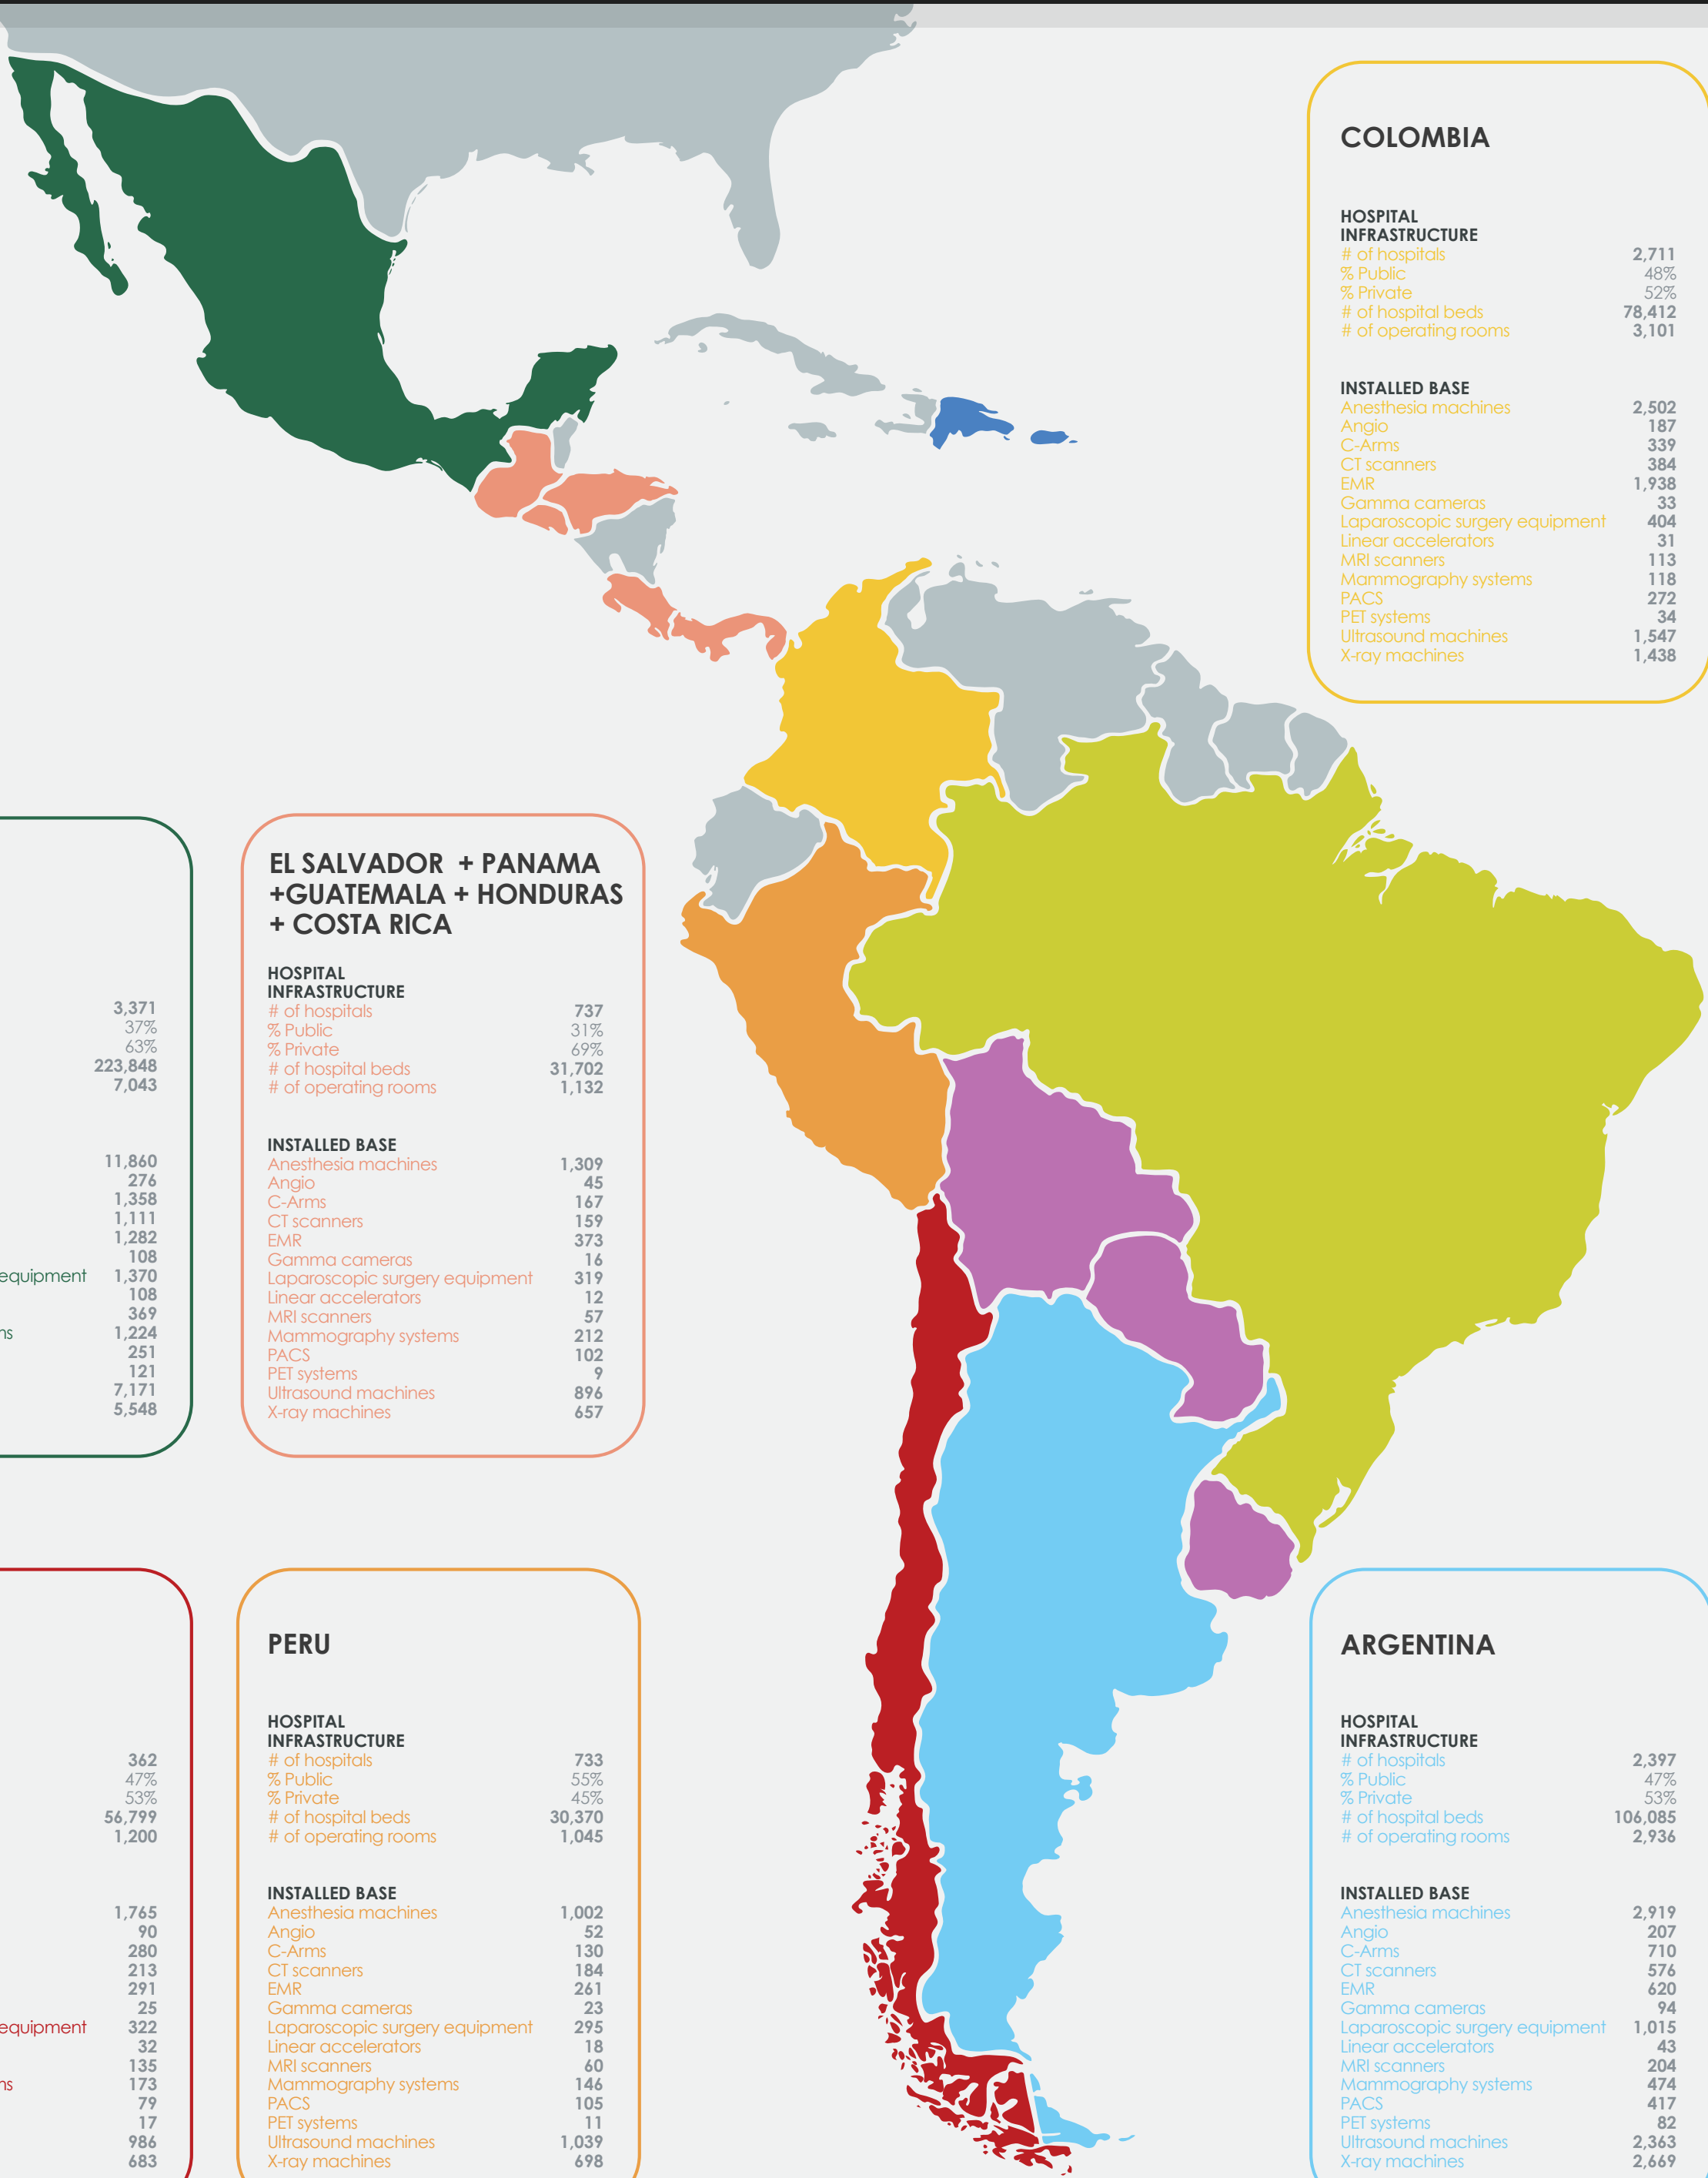 COLOMBIA
HOSPITAL
INFRASTRUCTURE
# of hospitals 2,711
% Public 48%
% Private 52%
# of hospital beds 78,412
# of operating rooms 3,101
INSTALLED BASE
Anesthesia machines 2,502
Angio 187
C-Arms 339
CT scanners 384
EMR 1,938
Gamma cameras 33
Laparoscopic surgery equipment 404
Linear accelerators 31
MRI scanners 113
Mammography systems 118
PACS 272
PET systems 34
Ultrasound machines 1,547
X-ray machines 1,438
3,371
37%
63%
223,848
7,043
11,860
276
1,358
1,111
1,282
108
equipment 1,370
108
369
ns 1,224
251
121
7,171
5,548
EL SALVADOR + PANAMA
+GUATEMALA + HONDURAS
+ COSTA RICA
HOSPITAL
INFRASTRUCTURE
# of hospitals 737
% Public 31%
% Private 69%
# of hospital beds 31,702
# of operating rooms 1,132
INSTALLED BASE
Anesthesia machines 1,309
Angio 45
C-Arms 167
CT scanners 159
EMR 373
Gamma cameras 16
Laparoscopic surgery equipment 319
Linear accelerators 12
MRI scanners 57
Mammography systems 212
PACS 102
PET systems 9
Ultrasound machines 896
X-ray machines 657
362
47%
53%
56,799
1,200
1,765
90
280
213
291
25
equipment 322
32
135
ns 173
79
17
986
683
PERU
HOSPITAL
INFRASTRUCTURE
# of hospitals 733
% Public 55%
% Private 45%
# of hospital beds 30,370
# of operating rooms 1,045
INSTALLED BASE
Anesthesia machines 1,002
Angio 52
C-Arms 130
CT scanners 184
EMR 261
Gamma cameras 23
Laparoscopic surgery equipment 295
Linear accelerators 18
MRI scanners 60
Mammography systems 146
PACS 105
PET systems 11
Ultrasound machines 1,039
X-ray machines 698
ARGENTINA
HOSPITAL
INFRASTRUCTURE
# of hospitals 2,397
% Public 47%
% Private 53%
# of hospital beds 106,085
# of operating rooms 2,936
INSTALLED BASE
Anesthesia machines 2,919
Angio 207
C-Arms 710
CT scanners 576
EMR 620
Gamma cameras 94
Laparoscopic surgery equipment 1,015
Linear accelerators 43
MRI scanners 204
Mammography systems 474
PACS 417
PET systems 82
Ultrasound machines 2,363
X-ray machines 2,669